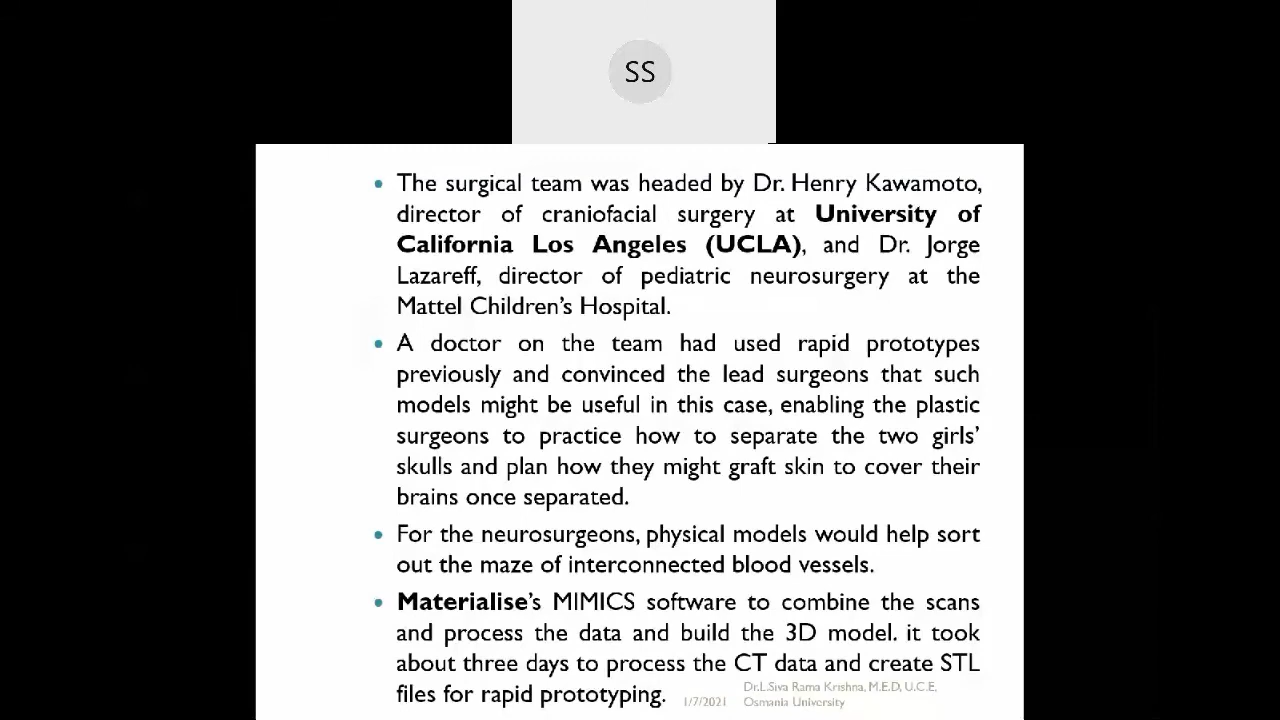 SS
• The surgical team was headed by Dr. Henry Kawamoto,
director of craniofacial surgery at University of
California Los Angeles (UCLA), and Dr. Jorge
Lazareff, director of pediatric neurosurgery at the
Mattel Children's Hospital.
• A doctor on the team had used rapid prototypes
previously and convinced the lead surgeons that such
models might be useful in this case, enabling the plastic
surgeons to practice how to separate the two girls'
skulls and plan how they might graft skin to cover their
brains once separated.
• For the neurosurgeons, physical models would help sort
out the maze of interconnected blood vessels.
• Materialise's MIMICS software to combine the scans
and process the data and build the 3D model. it took
about three days to process the CT data and create STL
files for rapid prototyping.
1/7/2021
Dr.L.Siva Rama Krishna, M.E.D, U.C.E,
Osmania University